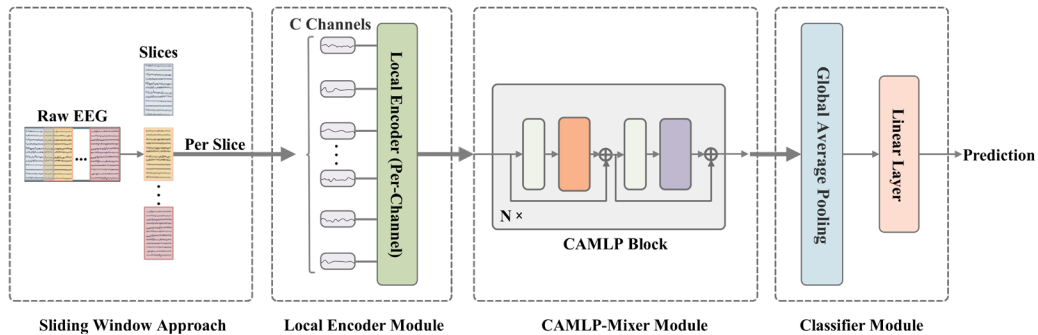 Slices
Raw EEG
...
Per Slice
C Channels
Local Encoder (Per-Channel)
N ×
CAMLP Block
Global Average Pooling
Linear Layer
Prediction
Sliding Window Approach
Local Encoder Module
CAMLP-Mixer Module
Classifier Module